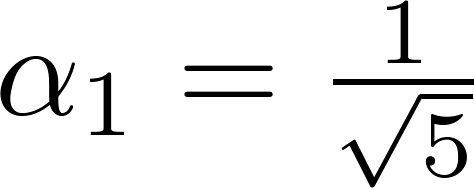 α₁ = 1/√5